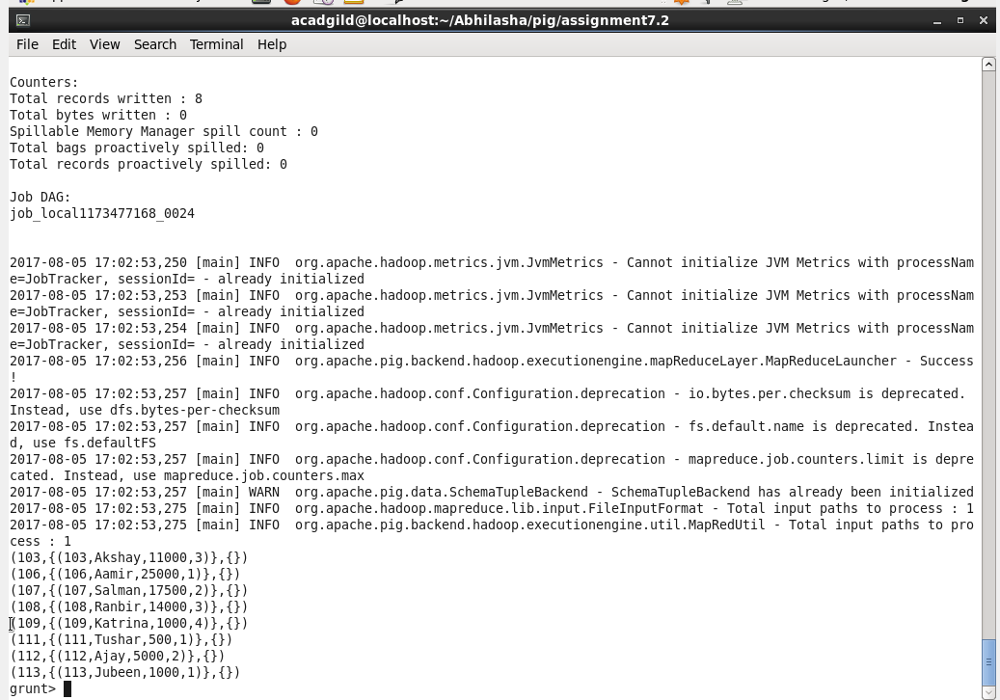 acadgild@localhost:~/Abhilasha/pig/assignment7.2
File Edit View Search Terminal Help
Counters:
Total records written : 8
Total bytes written : 0
Spillable Memory Manager spill count : 0
Total bags proactively spilled: 0
Total records proactively spilled: 0
Job DAG:
job_local1173477168_0024
2017-08-05 17:02:53,250 [main] INFO  org.apache.hadoop.metrics.jvm.JvmMetrics - Cannot initialize JVM Metrics with processNam
e=JobTracker, sessionId= - already initialized
2017-08-05 17:02:53,253 [main] INFO  org.apache.hadoop.metrics.jvm.JvmMetrics - Cannot initialize JVM Metrics with processNam
e=JobTracker, sessionId= - already initialized
2017-08-05 17:02:53,254 [main] INFO  org.apache.hadoop.metrics.jvm.JvmMetrics - Cannot initialize JVM Metrics with processNam
e=JobTracker, sessionId= - already initialized
2017-08-05 17:02:53,256 [main] INFO  org.apache.pig.backend.hadoop.executionengine.mapReduceLayer.MapReduceLauncher - Success
!
2017-08-05 17:02:53,257 [main] INFO  org.apache.hadoop.conf.Configuration.deprecation - io.bytes.per.checksum is deprecated.
Instead, use dfs.bytes-per-checksum
2017-08-05 17:02:53,257 [main] INFO  org.apache.hadoop.conf.Configuration.deprecation - fs.default.name is deprecated. Instea
d, use fs.defaultFS
2017-08-05 17:02:53,257 [main] INFO  org.apache.hadoop.conf.Configuration.deprecation - mapreduce.job.counters.limit is depre
cated. Instead, use mapreduce.job.counters.max
2017-08-05 17:02:53,257 [main] WARN  org.apache.pig.data.SchemaTupleBackend - SchemaTupleBackend has already been initialized
2017-08-05 17:02:53,275 [main] INFO  org.apache.hadoop.mapreduce.lib.input.FileInputFormat - Total input paths to process : 1
2017-08-05 17:02:53,275 [main] INFO  org.apache.pig.backend.hadoop.executionengine.util.MapRedUtil - Total input paths to pro
cess : 1
(103,{(103,Akshay,11000,3)},{})
(106,{(106,Aamir,25000,1)},{})
(107,{(107,Salman,17500,2)},{})
(108,{(108,Ranbir,14000,3)},{})
(109,{(109,Katrina,1000,4)},{})
(111,{(111,Tushar,500,1)},{})
(112,{(112,Ajay,5000,2)},{})
(113,{(113,Jubeen,1000,1)},{})
grunt>